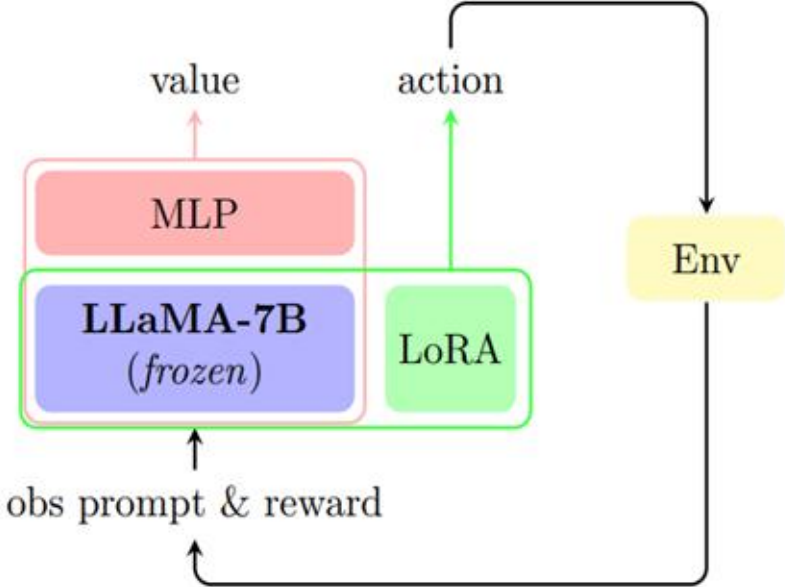 value
action
MLP
Env
LLaMA-7B
(frozen)
LoRA
obs prompt & reward